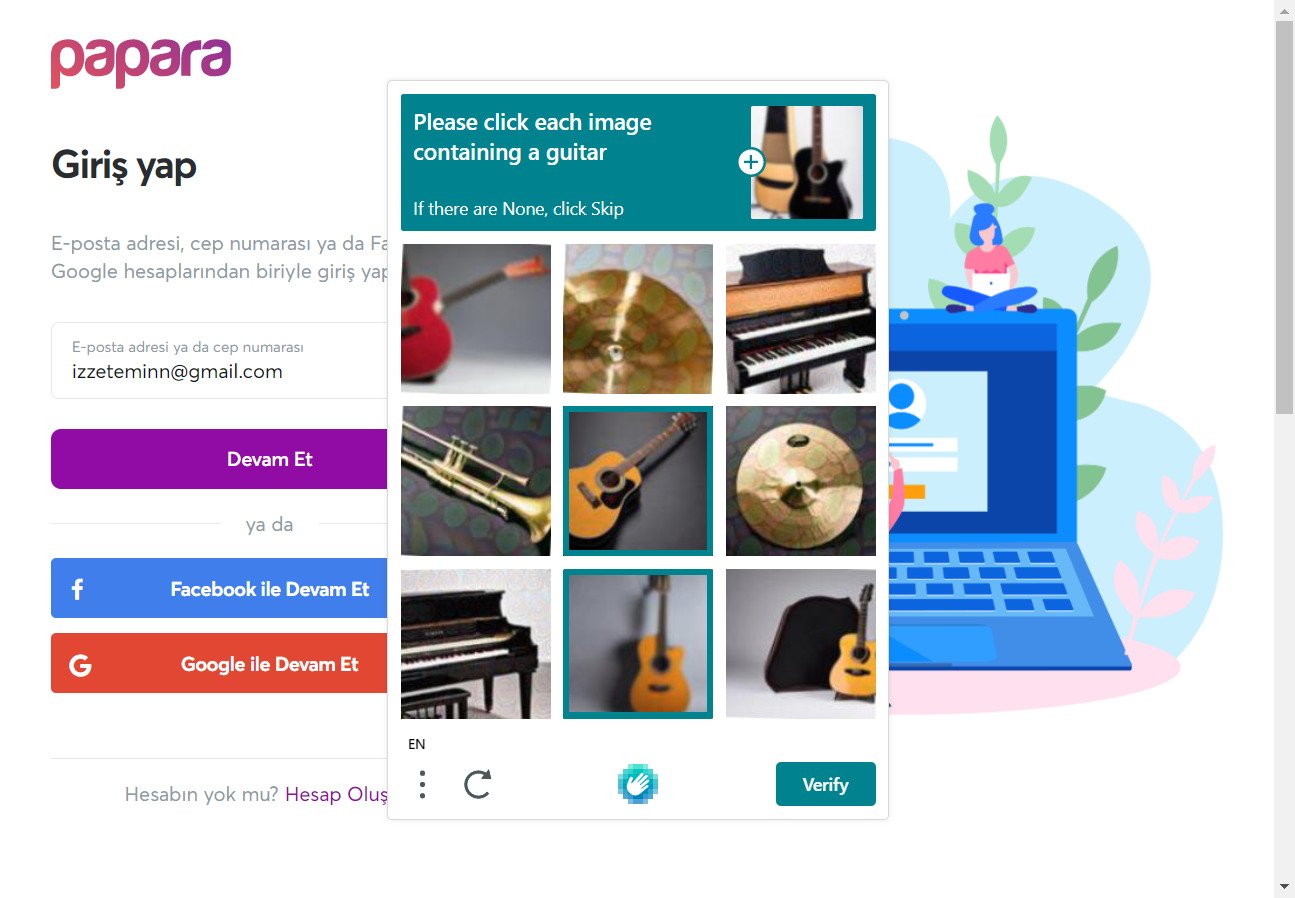 papara
Giriş yap
E-posta adresi, cep numarası ya da Fa
Google hesaplarından biriyle giriş yap
E-posta adresi ya da cep numarası
izzeteminn@gmail.com
Devam Et
ya da
Facebook ile Devam Et
Google ile Devam Et
Hesabın yok mu? Hesap Oluş
Please click each image
containing a guitar
If there are None, click Skip
EN
Verify